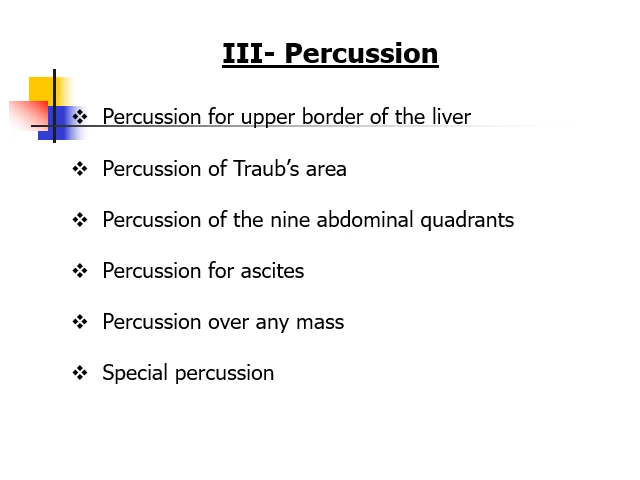 III- Percussion
❖ Percussion for upper border of the liver
❖ Percussion of Traub’s area
❖ Percussion of the nine abdominal quadrants
❖ Percussion for ascites
❖ Percussion over any mass
❖ Special percussion